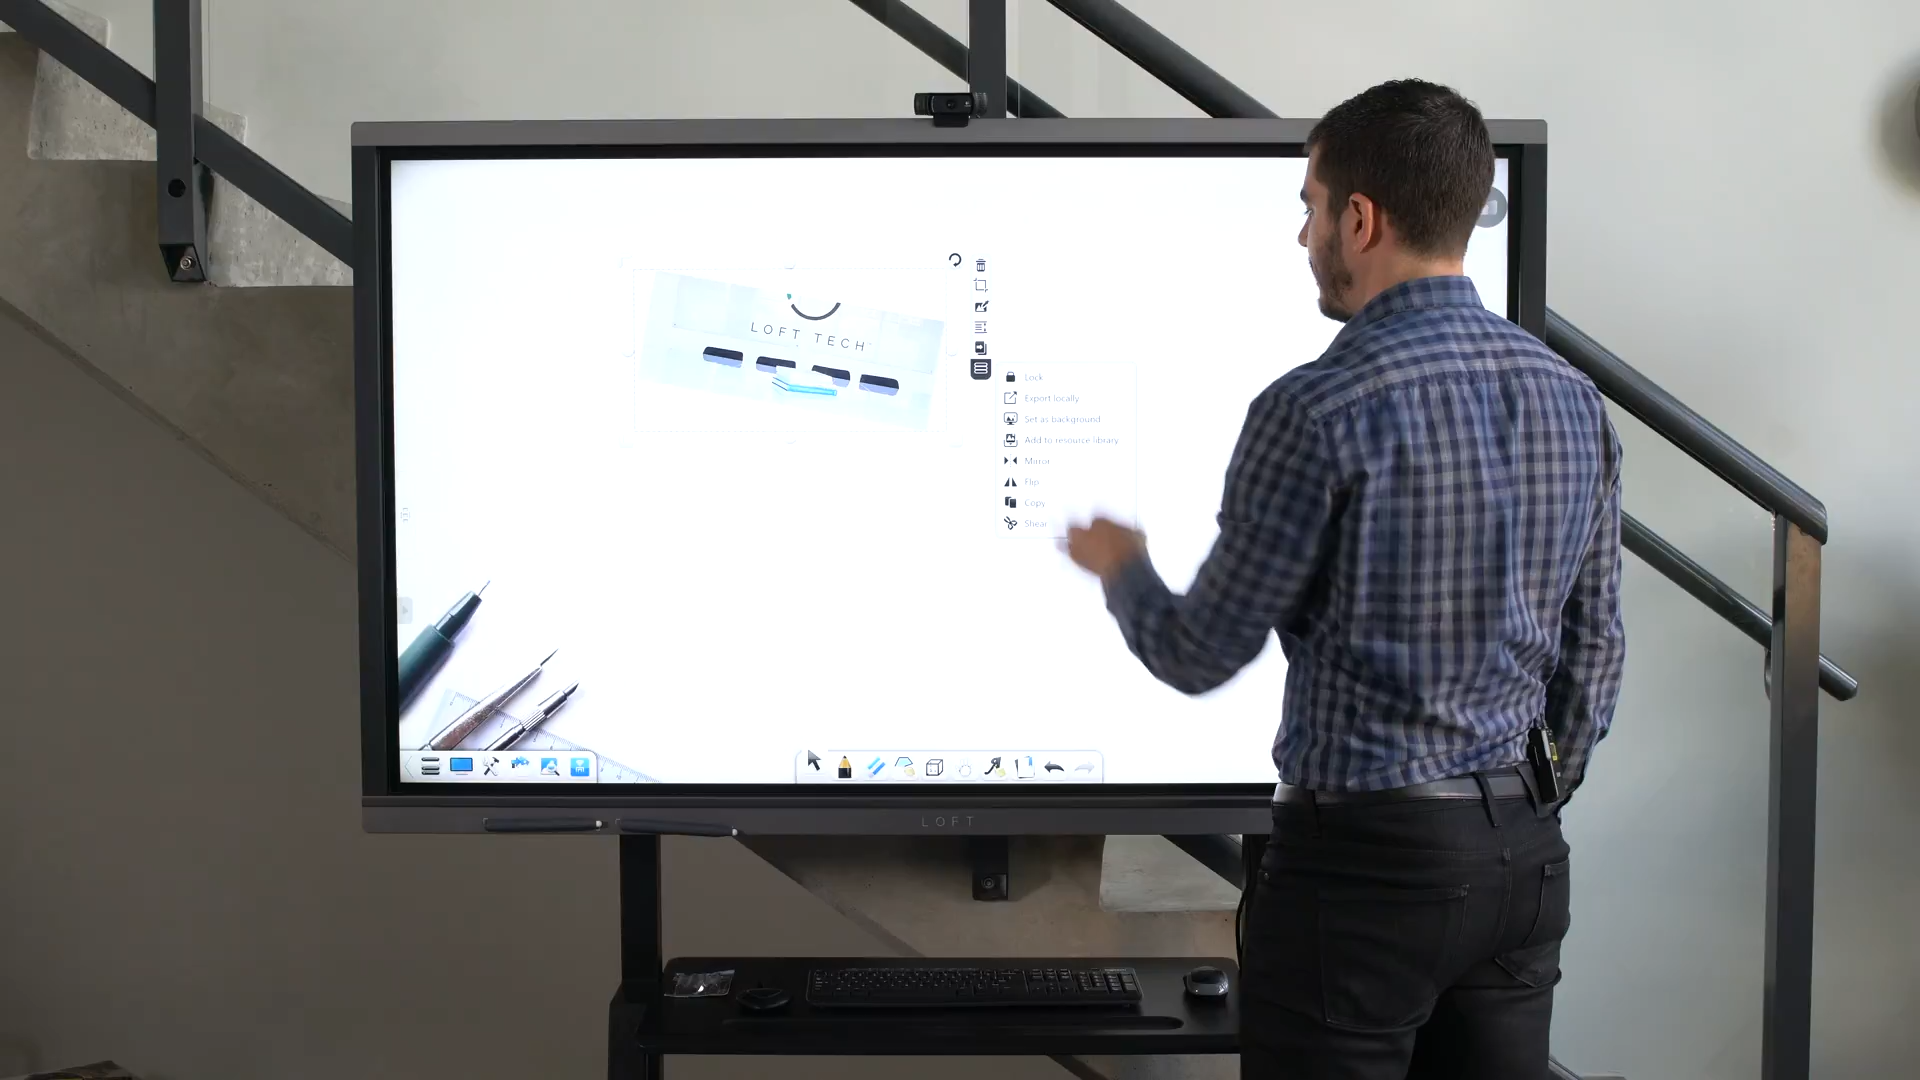 LOFT TECH
Lock
Export locally
Set as background
Add to resource library
Mirror
Flip
Copy
Shear
LOFT